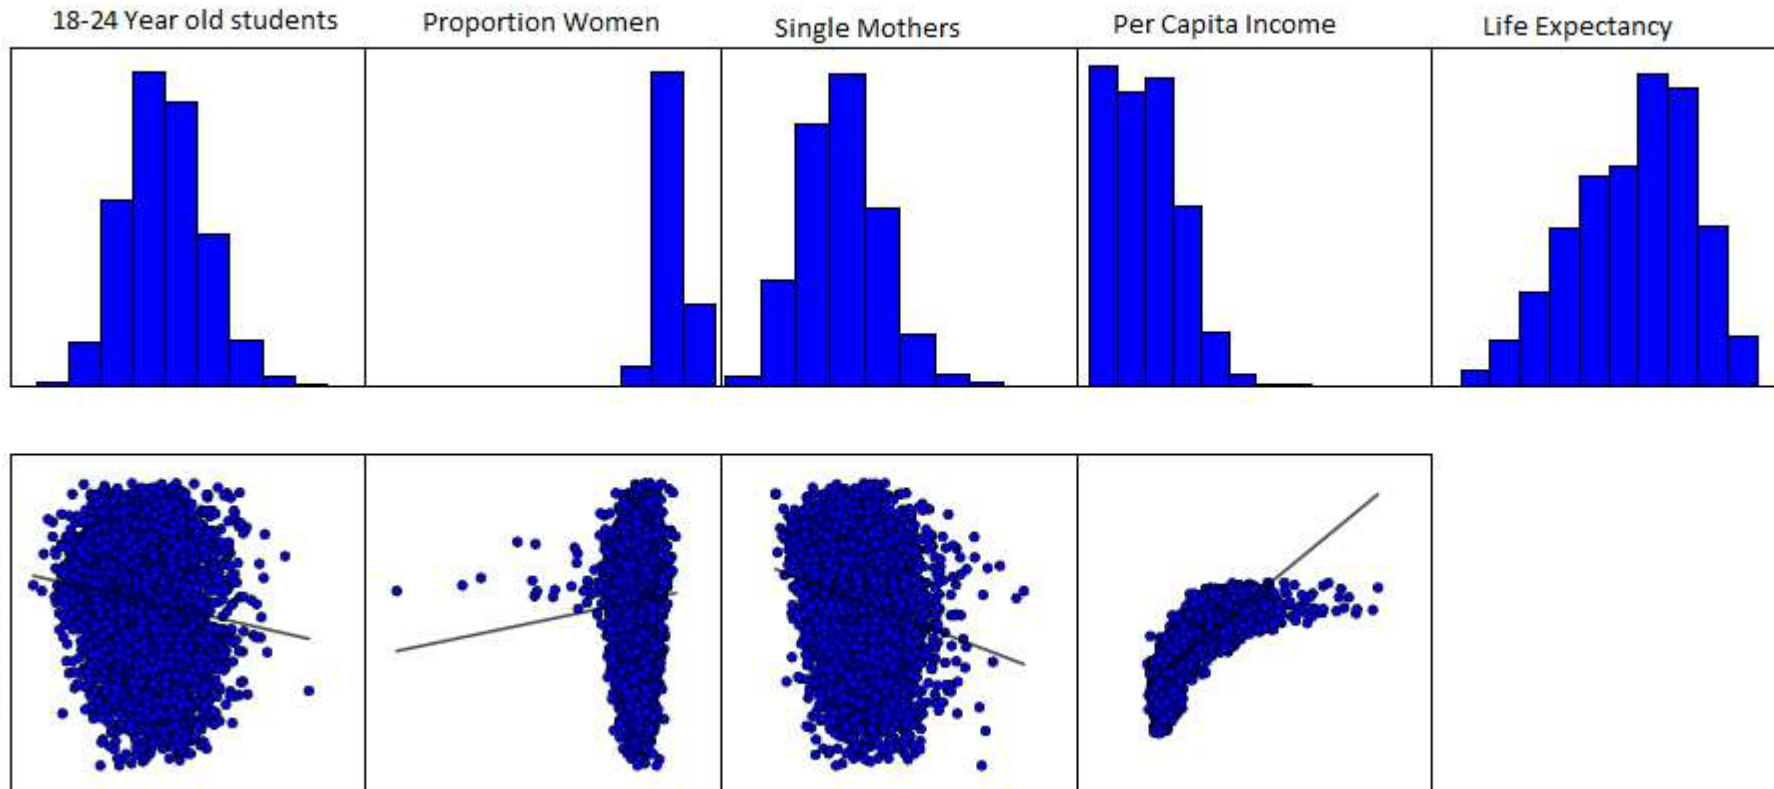 18-24 Year old students
Proportion Women
Single Mothers
Per Capita Income
Life Expectancy